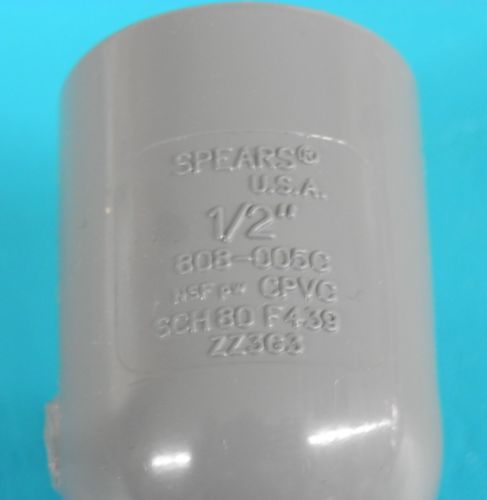 SPEARS®
U.S.A.
1/2"
808-005C
NSF pw CPVC
SCH 80 F439
ZZ3G3